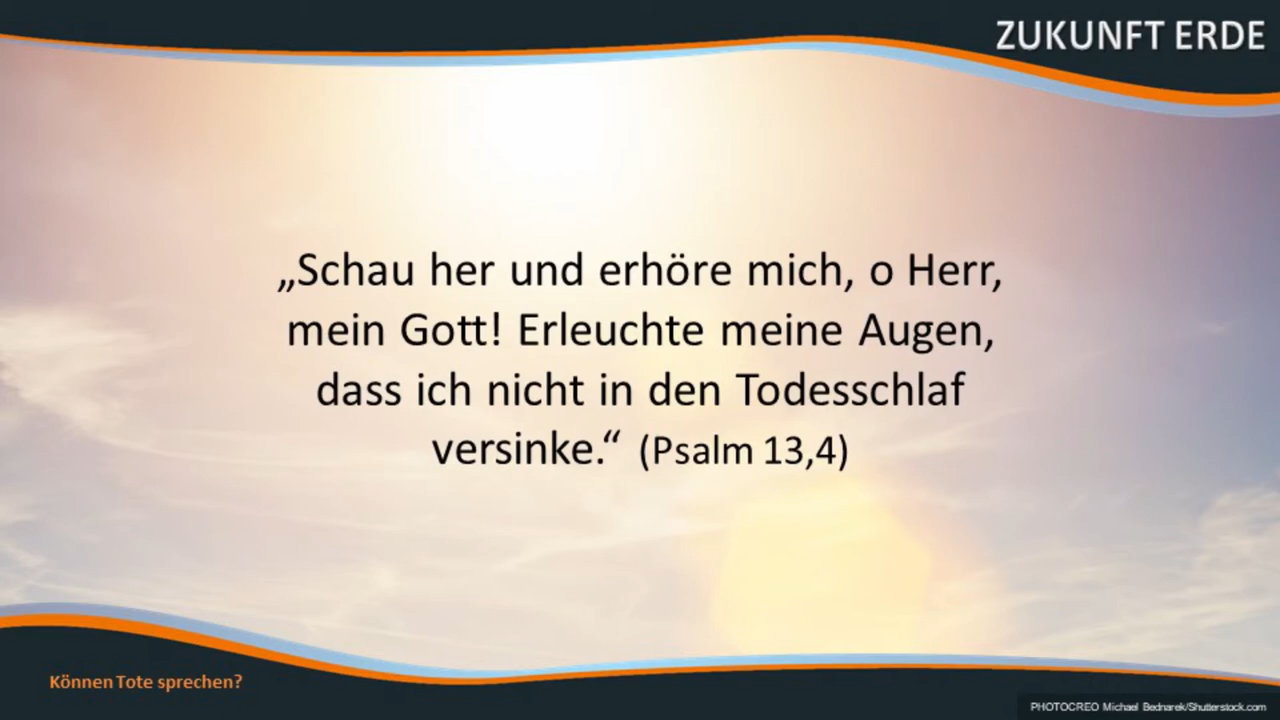 ZUKUNFT ERDE
„Schau her und erhöre mich, o Herr,
mein Gott! Erleuchte meine Augen,
dass ich nicht in den Todesschlaf
versinke.“ (Psalm 13,4)
Können Tote sprechen?
PHOTOCREO Michael Bednarek/Shutterstock.com